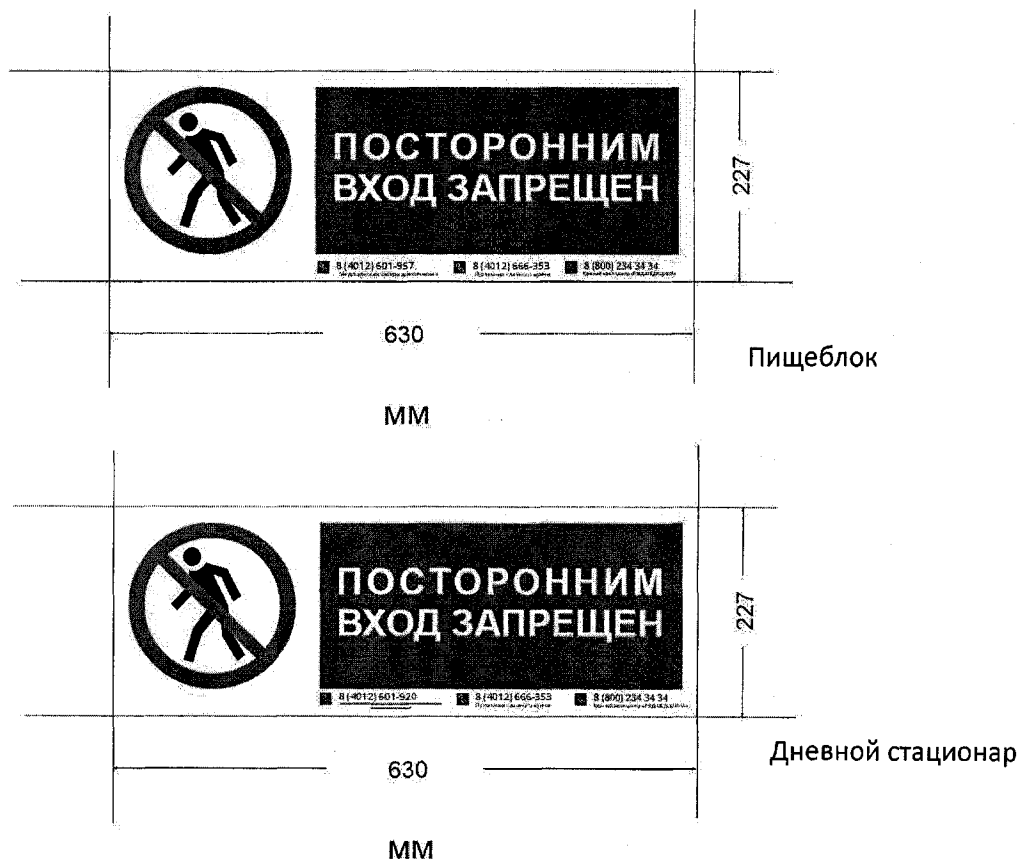 ПОСТОРОННИМ
ВХОД ЗАПРЕЩЕН
8 (4012) 601-957
8 (4012) 666-353
8 (800) 234 34 34
227
630
Пищеблок
ММ
ПОСТОРОННИМ
ВХОД ЗАПРЕЩЕН
8 (4012) 601-920
8 (4012) 666-353
8 (800) 234 34 34
227
630
Дневной стационар
ММ